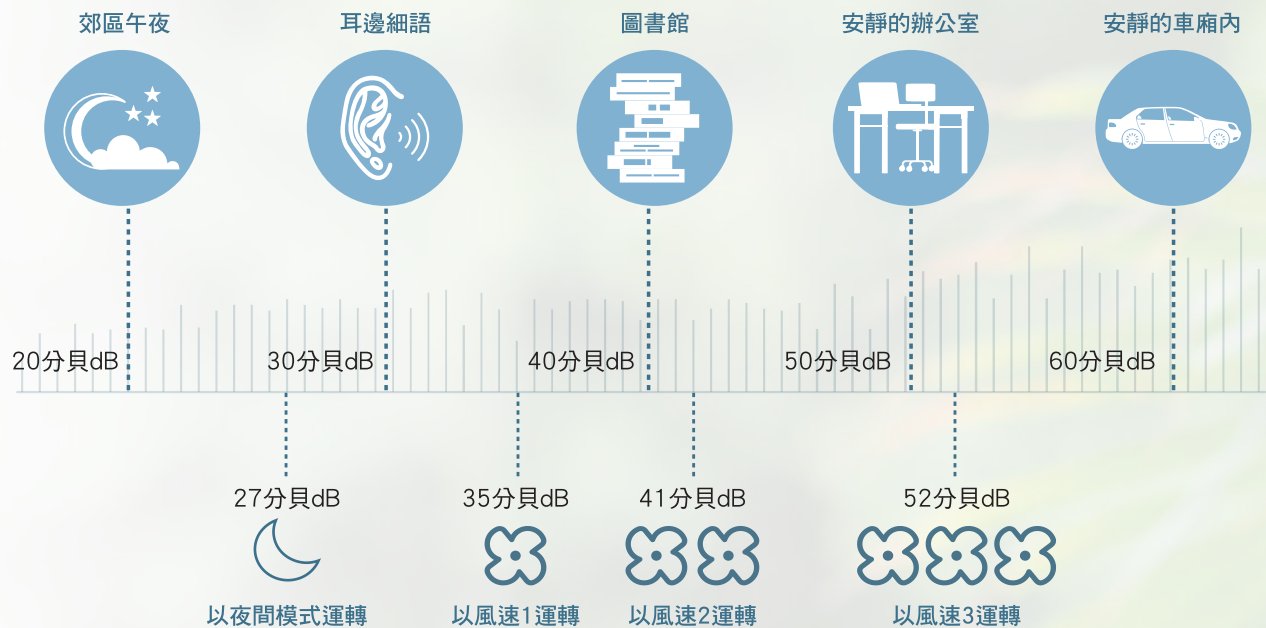 郊區午夜
耳邊細語
圖書館
安靜的辦公室
安靜的車廂內
20分貝dB
30分貝dB
40分貝dB
50分貝dB
60分貝dB
27分貝dB
35分貝dB
41分貝dB
52分貝dB
以夜間模式運轉
以風速1運轉
以風速2運轉
以風速3運轉